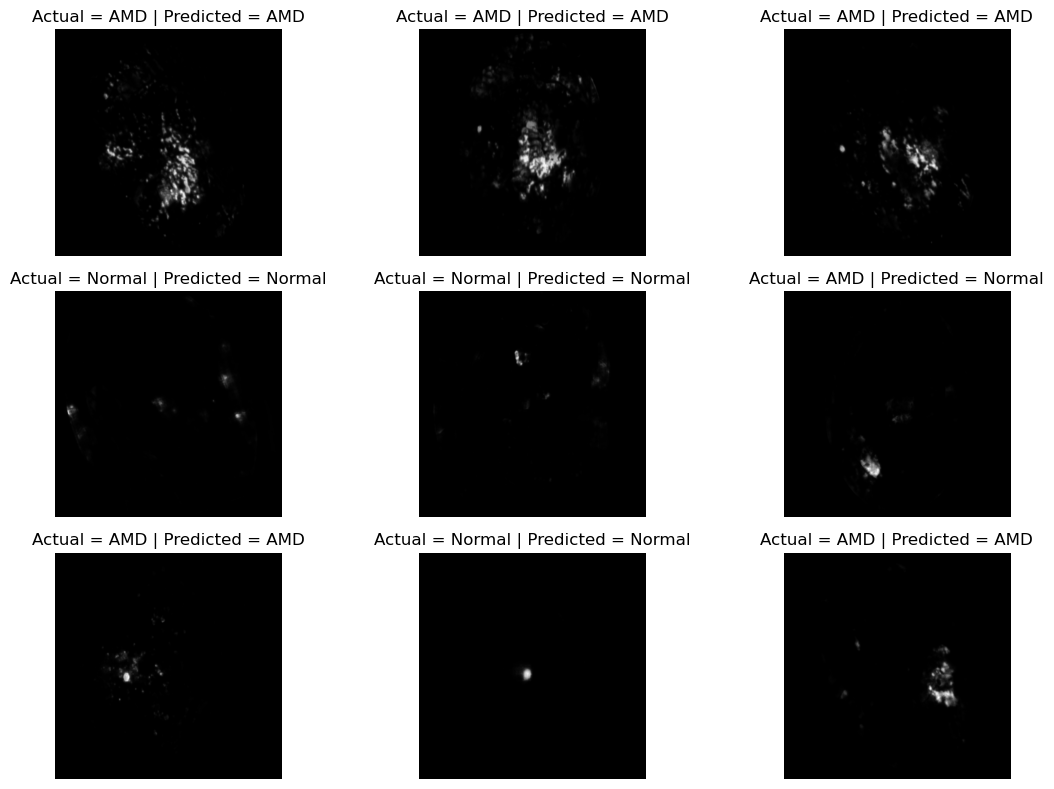 Actual = AMD | Predicted = AMD
Actual = AMD | Predicted = AMD
Actual = AMD | Predicted = AMD
Actual = Normal | Predicted = Normal
Actual = Normal | Predicted = Normal
Actual = AMD | Predicted = Normal
Actual = AMD | Predicted = AMD
Actual = Normal | Predicted = Normal
Actual = AMD | Predicted = AMD